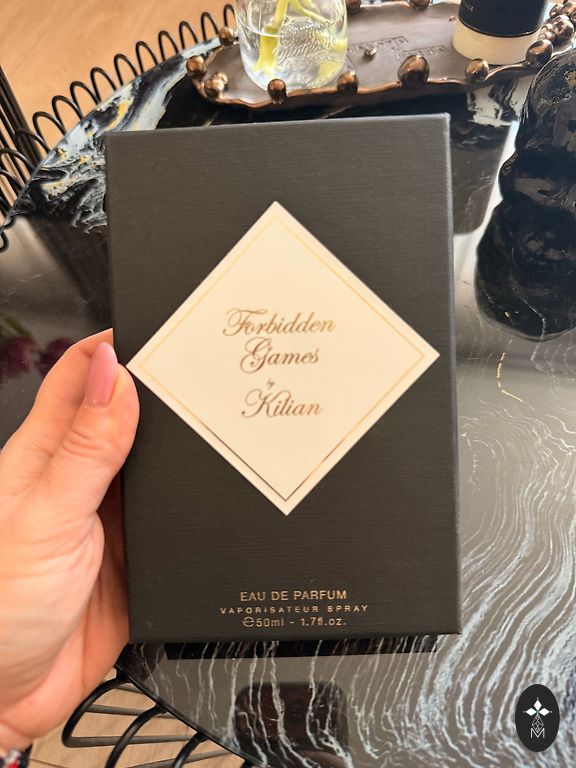 Forbidden
Games
by
Kilian
EAU DE PARFUM
VAPORISATEUR SPRAY
℮50ml - 1.7fl.oz.